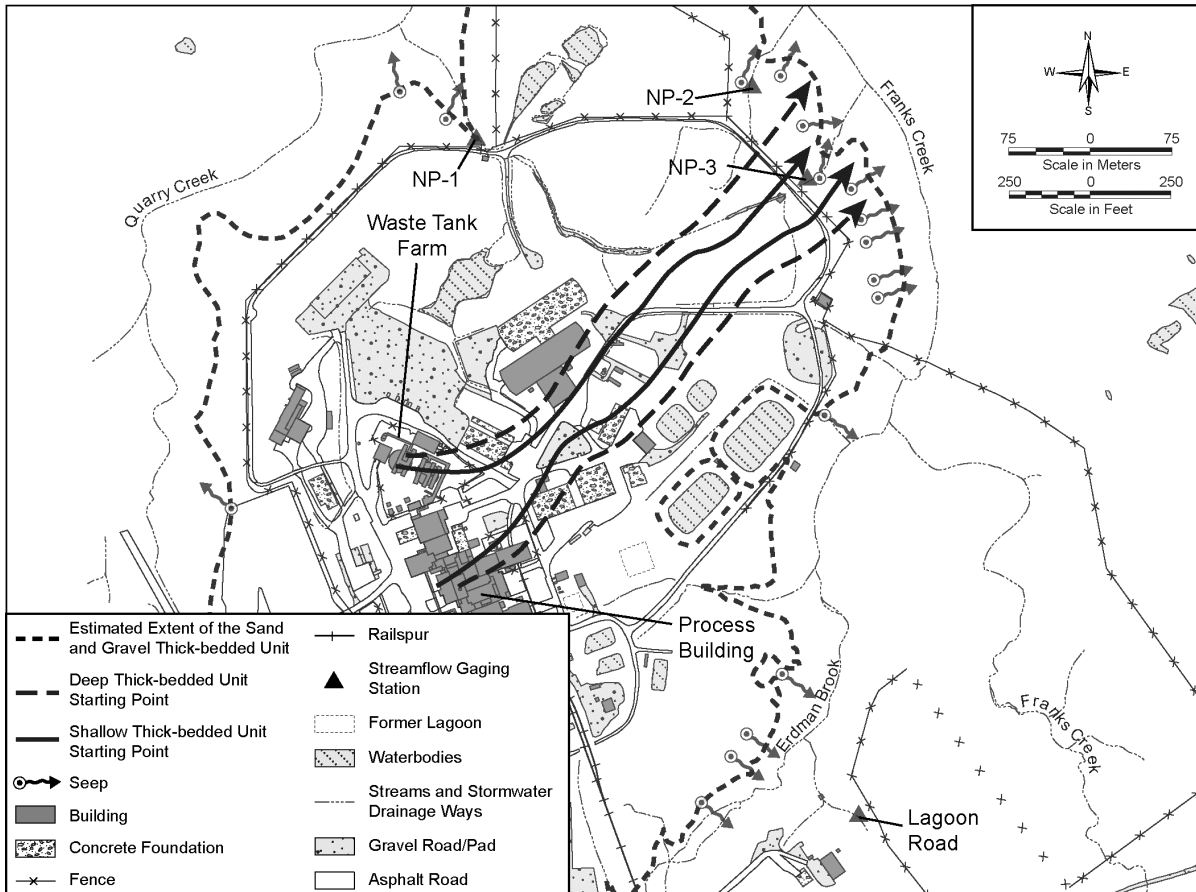 N
W E
S
75 0 75
Scale in Meters
250 0 250
Scale in Feet
Franks Creek
NP-2
NP-1
NP-3
Quarry Creek
Waste Tank
Farm
Process
Building
Erdman Brook
Franks Creek
Lagoon
Road
Estimated Extent of the Sand
and Gravel Thick-bedded Unit
Deep Thick-bedded Unit
Starting Point
Shallow Thick-bedded Unit
Starting Point
Seep
Building
Concrete Foundation
Fence
Railspur
Streamflow Gaging
Station
Former Lagoon
Waterbodies
Streams and Stormwater
Drainage Ways
Gravel Road/Pad
Asphalt Road